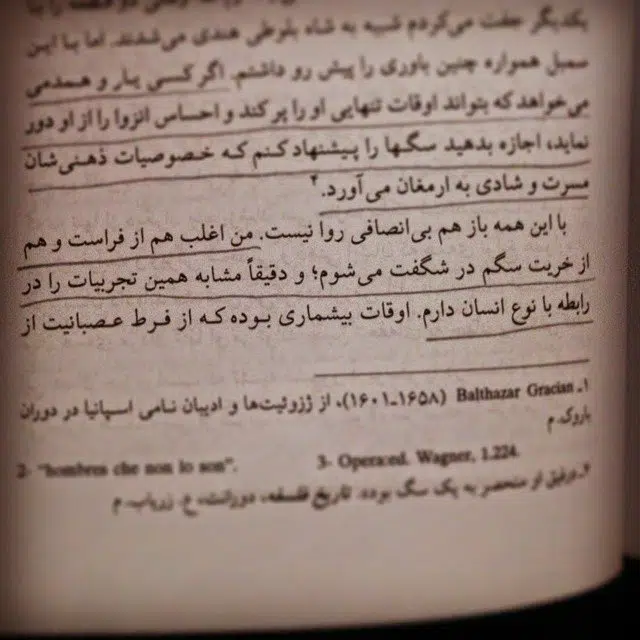 یکدیگر جفت می‌کردم شبیه به شاه بلوطی هندی می‌شدند. اما با این
سمبل همواره چنین یاوری را پیش رو داشتم. اگر کسی یار و همدمی
می‌خواهد که بتواند اوقات تنهایی او را پر کند و احساس انزوا را از او دور
نماید، اجازه بدهید سگها را پیشنهاد کنم که خصوصیات ذهنی‌شان
مسرت و شادی به ارمغان می‌آورد.۴
با این همه باز هم بی‌انصافی روا نیست. من اغلب هم از فراست و هم
از خریت سگم در شگفت می‌شوم؛ و دقیقاً مشابه همین تجربیات را در
رابطه با نوع انسان دارم. اوقات بیشماری بوده که از فرط عصبانیت از
۱ـ Balthazar Gracian (۱۶۵۸ـ۱۶۰۱)، از ژزوئیت‌ها و ادیبان نامی اسپانیا در دوران
باروک. م
2- "hombres che non lo son". 3- Opera:ed. Wagner, 1.224.
۴ـ رفیق او منحصر به یک سگ بوده. تاریخ فلسفه، دورانت، ع. زریاب. م